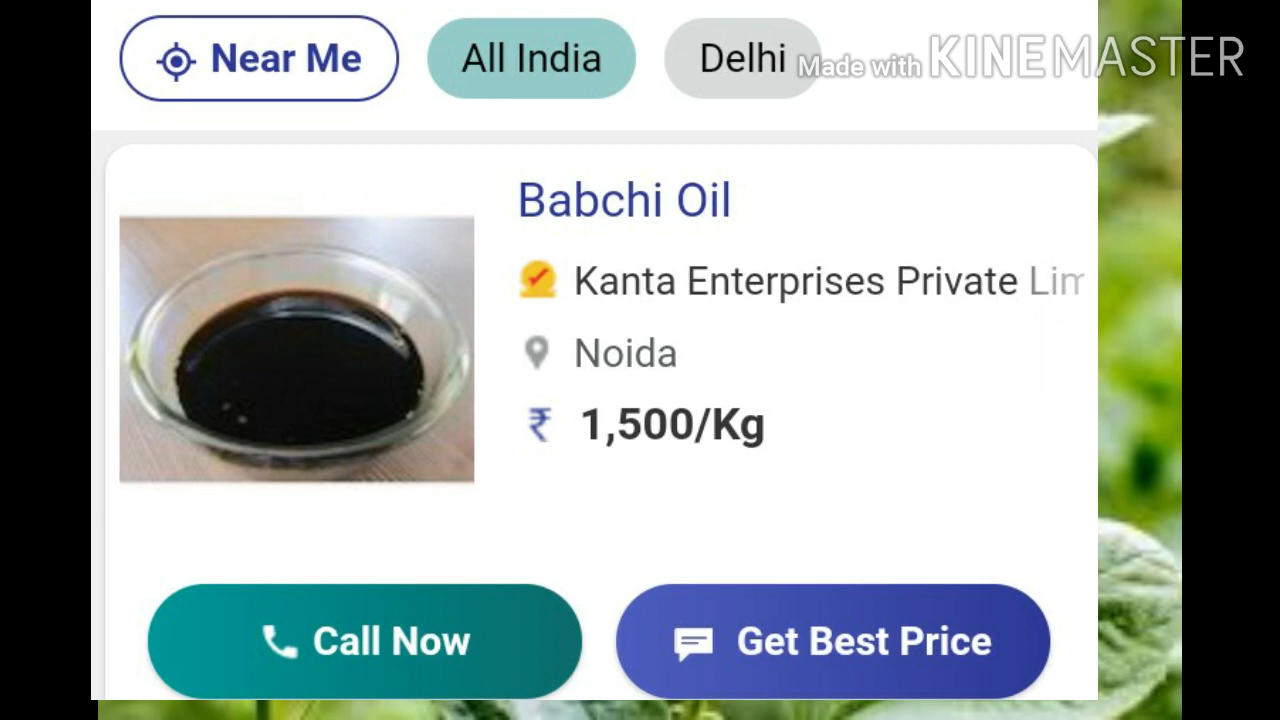 Near Me
All India
Delhi
Made with KINEMASTER
Babchi Oil
Kanta Enterprises Private Lim
Noida
₹ 1,500/Kg
Call Now
Get Best Price